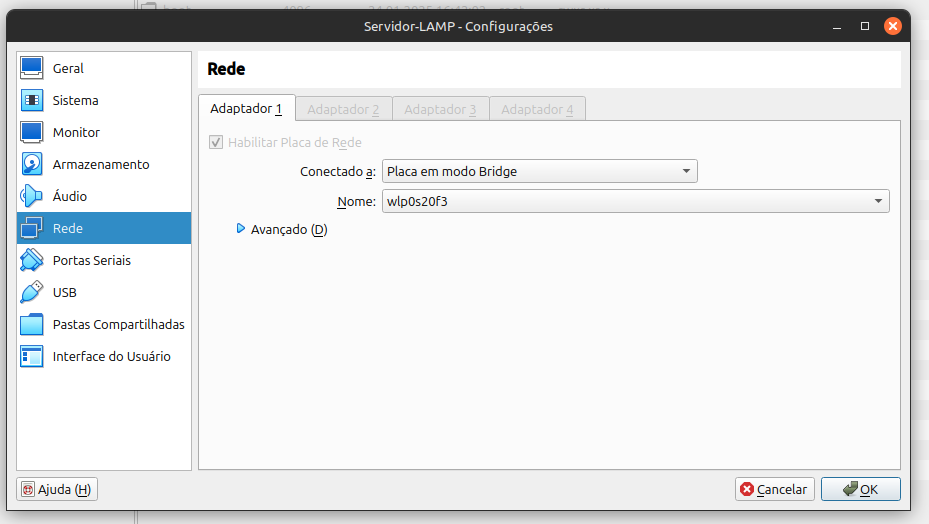 Servidor-LAMP - Configurações
Geral
Sistema
Monitor
Armazenamento
Áudio
Rede
Portas Seriais
USB
Pastas Compartilhadas
Interface do Usuário
Rede
Adaptador 1
Adaptador 2
Adaptador 3
Adaptador 4
Habilitar Placa de Rede
Conectado a: Placa em modo Bridge
Nome: wlp0s20f3
Avançado (D)
Ajuda (H)
Cancelar
OK